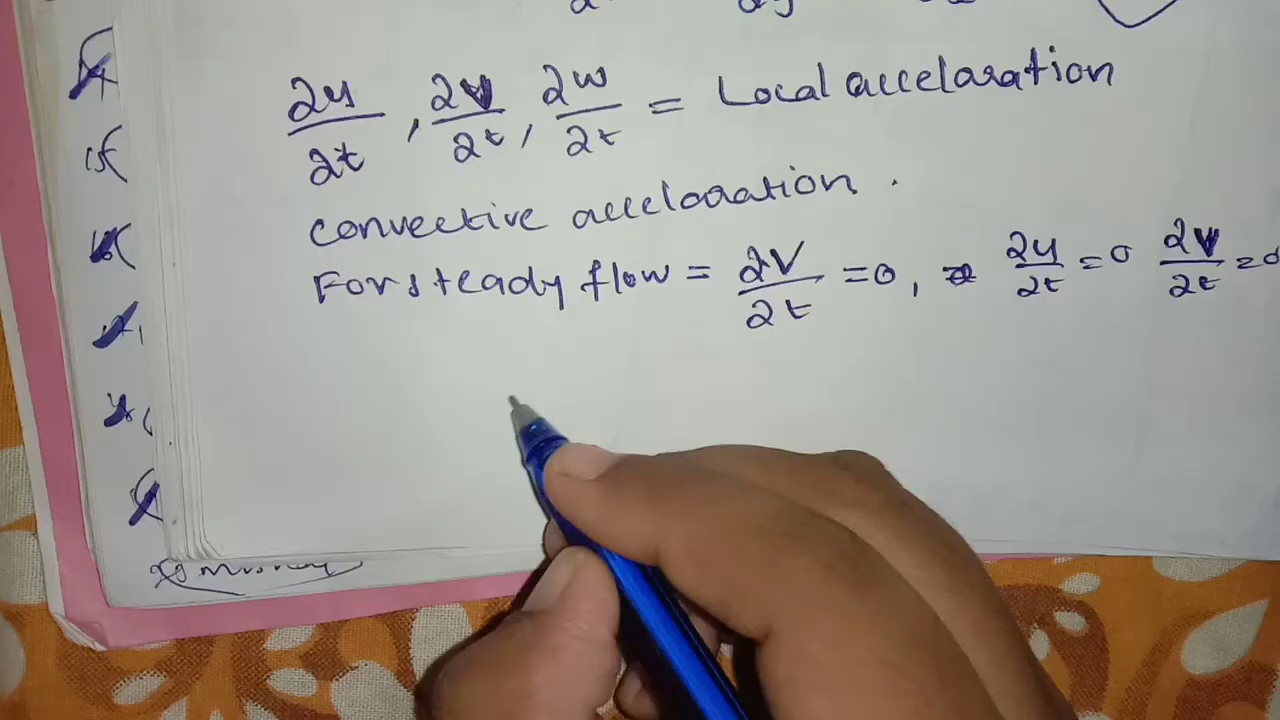 ∂u/∂t , ∂v/∂t , ∂w/∂t = Local accelaration
convective accelaration .
For steady flow = ∂V/∂t = 0 , ∂u/∂t = 0 ∂v/∂t = 0